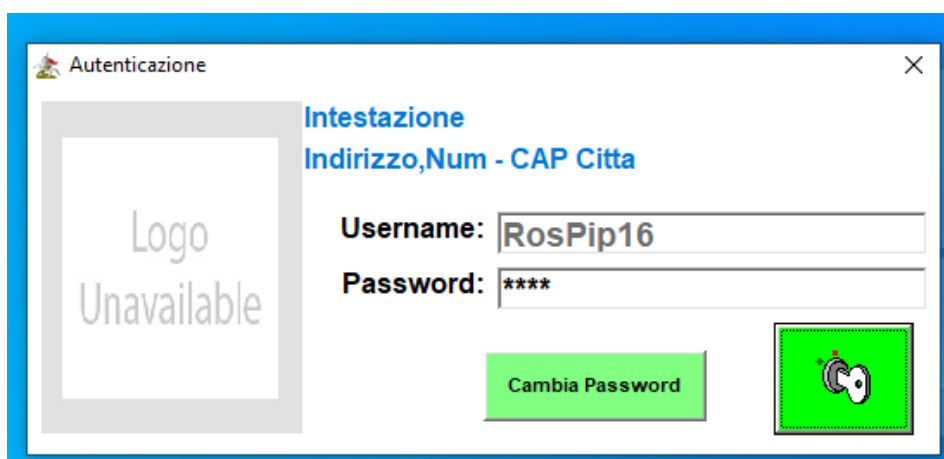 Autenticazione
Intestazione
Indirizzo,Num - CAP Citta
Logo
Unavailable
Username: RosPip16
Password: ****
Cambia Password